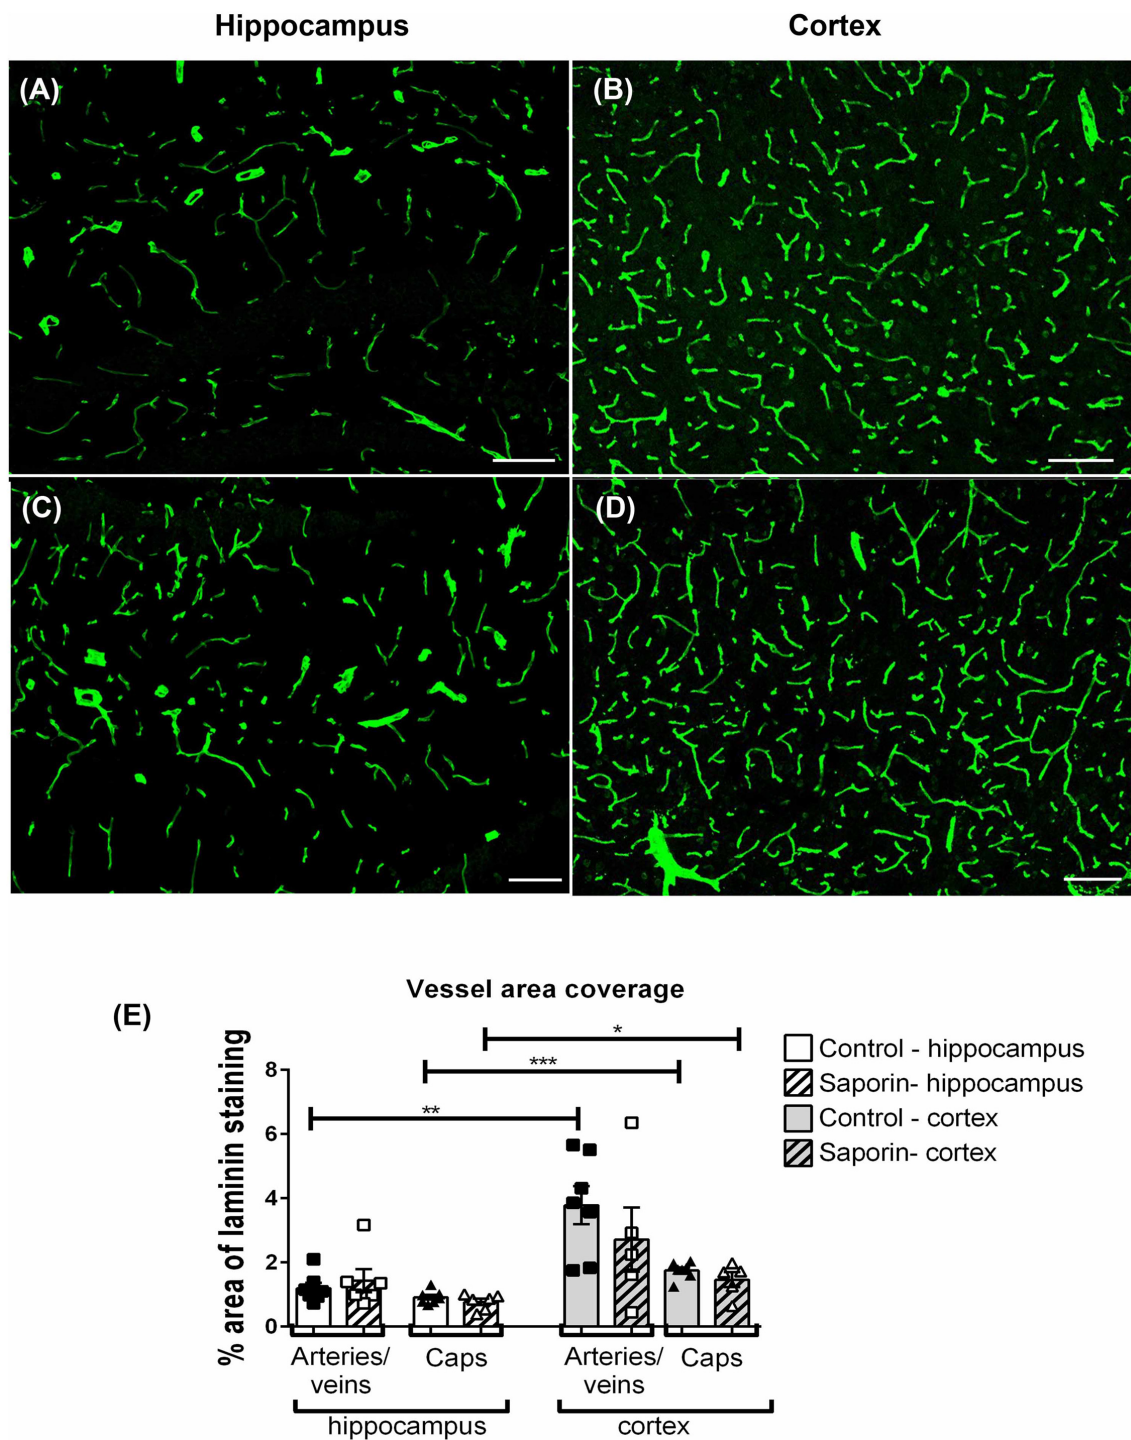 Hippocampus
Cortex
(A)
(B)
(C)
(D)
(E)
Vessel area coverage
% area of laminin staining
8
6
4
2
0
*
***
**
Control - hippocampus
Saporin- hippocampus
Control - cortex
Saporin- cortex
Arteries/
veins
Caps
Arteries/
veins
Caps
hippocampus
cortex